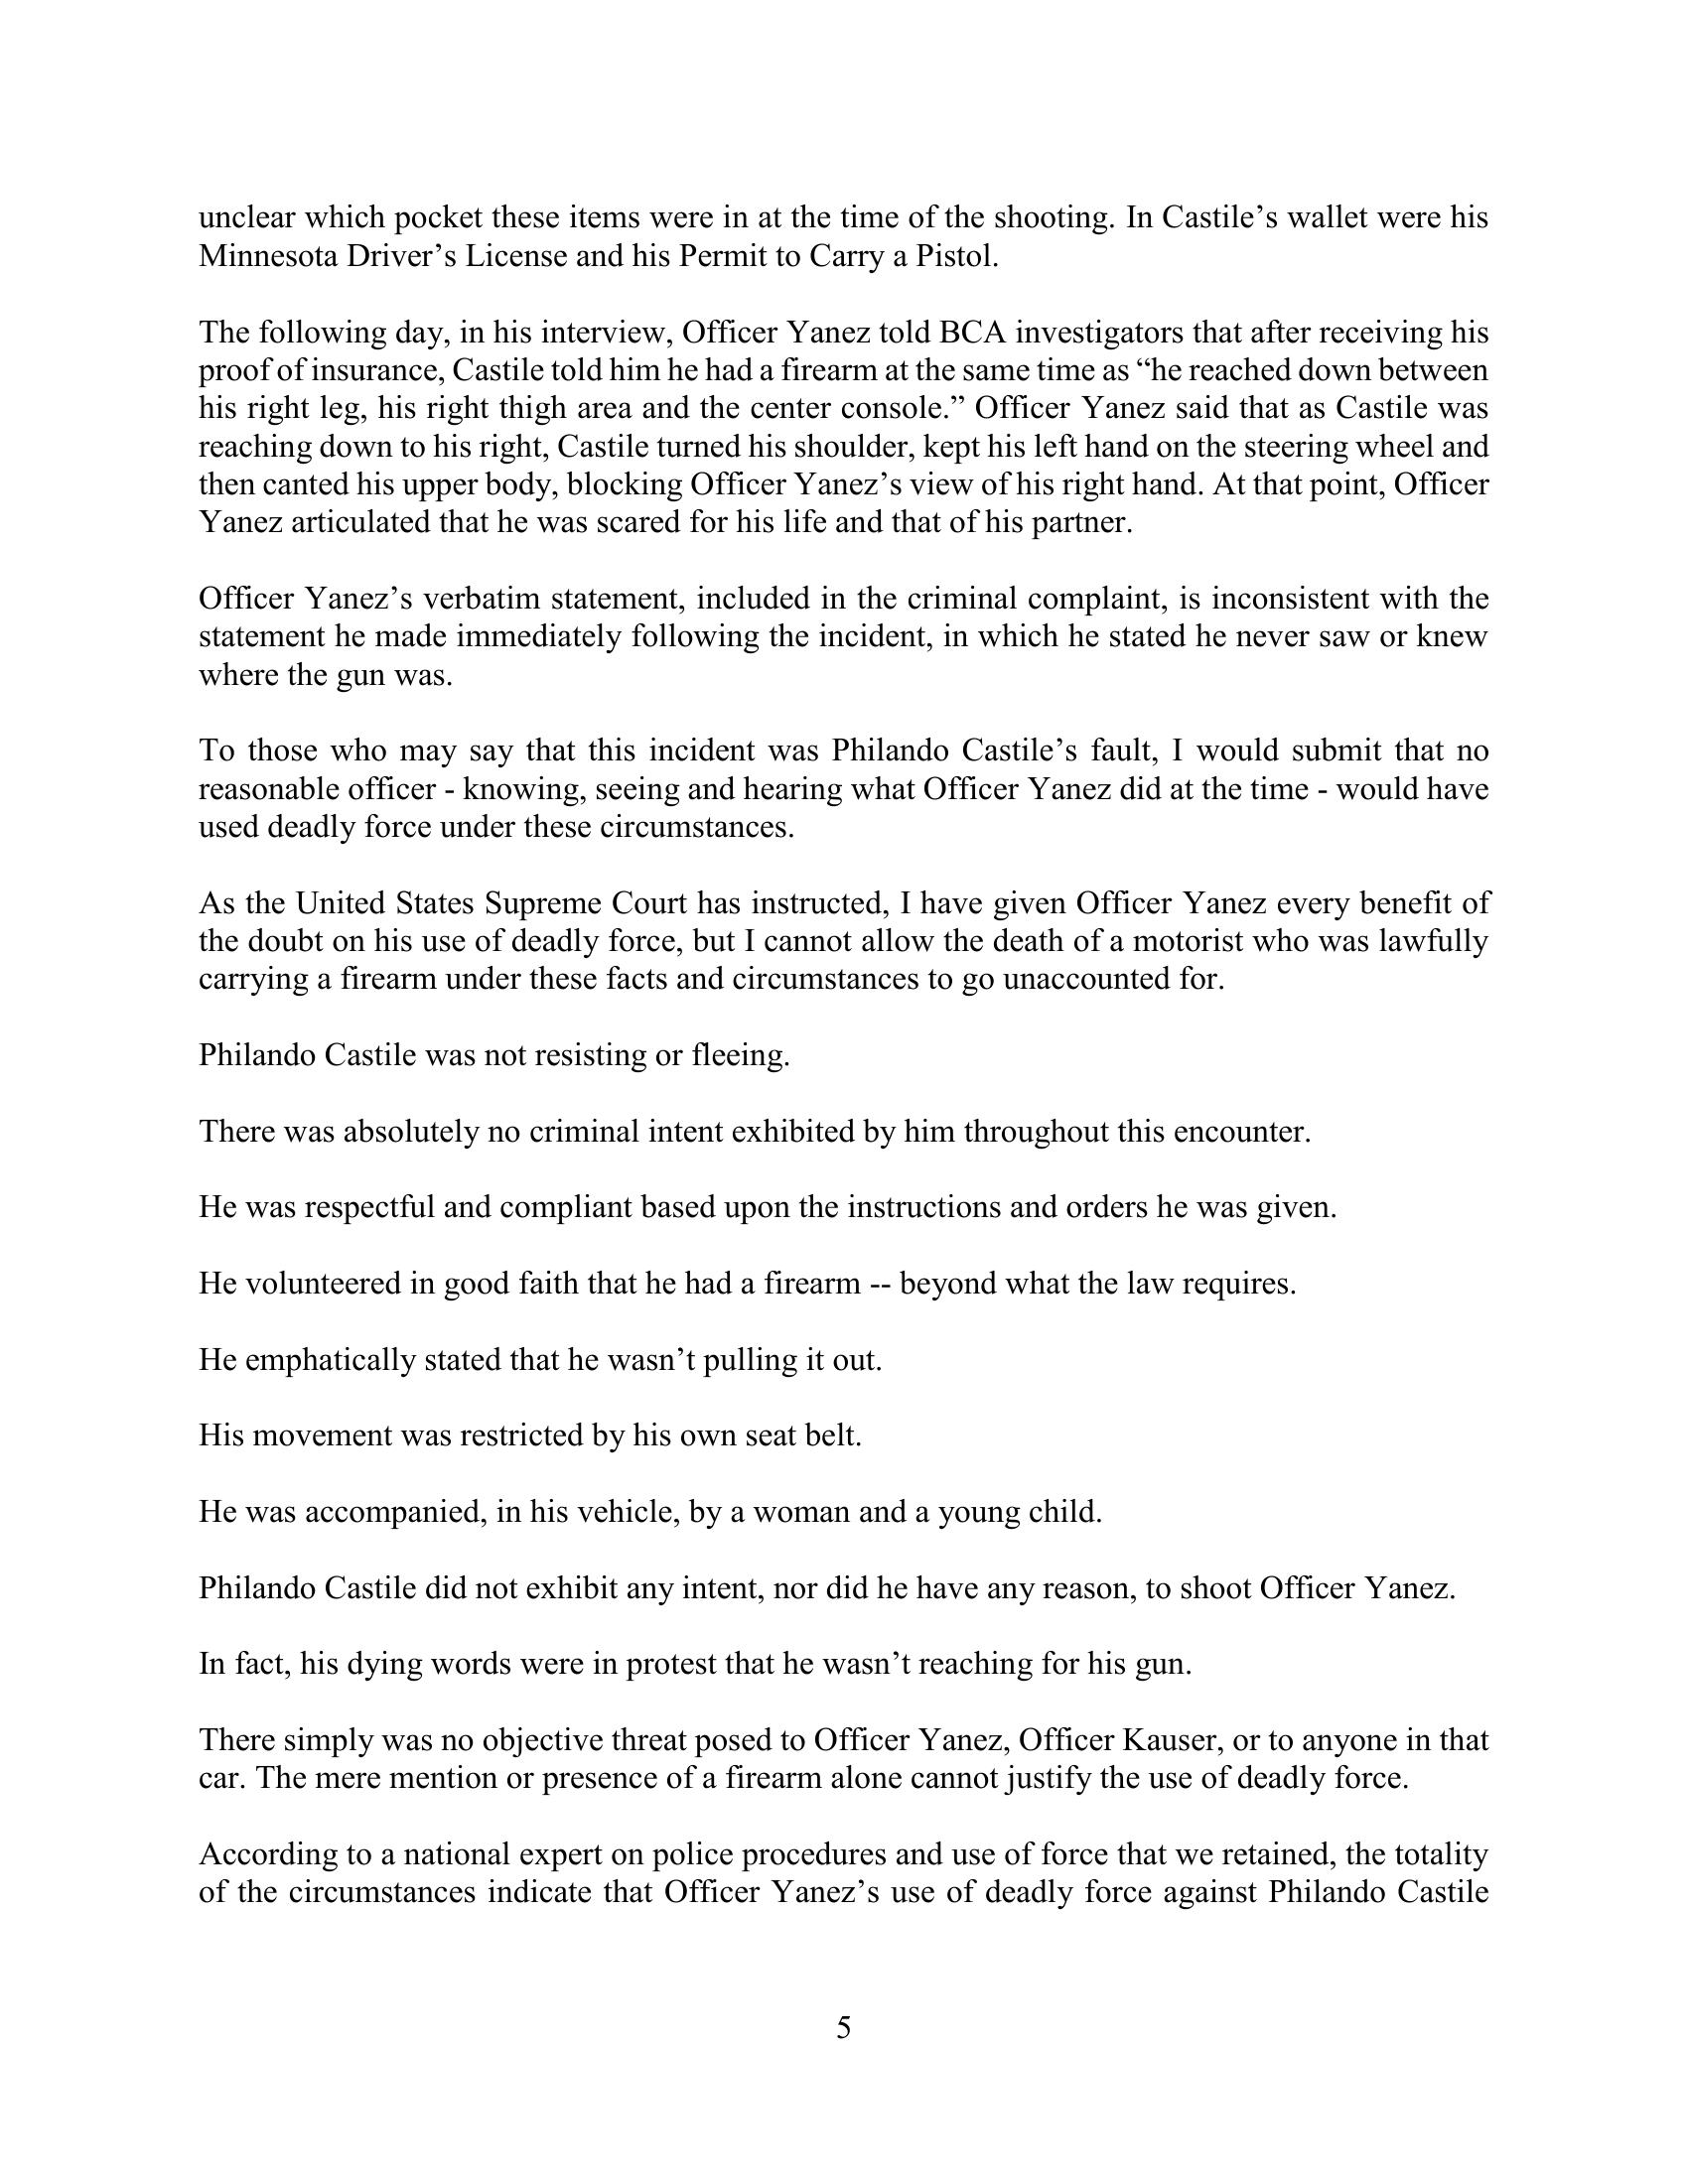 unclear which pocket these items were in at the time of the shooting. In Castile’s wallet were his
Minnesota Driver’s License and his Permit to Carry a Pistol.
The following day, in his interview, Officer Yanez told BCA investigators that after receiving his
proof of insurance, Castile told him he had a firearm at the same time as “he reached down between
his right leg, his right thigh area and the center console.” Officer Yanez said that as Castile was
reaching down to his right, Castile turned his shoulder, kept his left hand on the steering wheel and
then canted his upper body, blocking Officer Yanez’s view of his right hand. At that point, Officer
Yanez articulated that he was scared for his life and that of his partner.
Officer Yanez’s verbatim statement, included in the criminal complaint, is inconsistent with the
statement he made immediately following the incident, in which he stated he never saw or knew
where the gun was.
To those who may say that this incident was Philando Castile’s fault, I would submit that no
reasonable officer - knowing, seeing and hearing what Officer Yanez did at the time - would have
used deadly force under these circumstances.
As the United States Supreme Court has instructed, I have given Officer Yanez every benefit of
the doubt on his use of deadly force, but I cannot allow the death of a motorist who was lawfully
carrying a firearm under these facts and circumstances to go unaccounted for.
Philando Castile was not resisting or fleeing.
There was absolutely no criminal intent exhibited by him throughout this encounter.
He was respectful and compliant based upon the instructions and orders he was given.
He volunteered in good faith that he had a firearm -- beyond what the law requires.
He emphatically stated that he wasn’t pulling it out.
His movement was restricted by his own seat belt.
He was accompanied, in his vehicle, by a woman and a young child.
Philando Castile did not exhibit any intent, nor did he have any reason, to shoot Officer Yanez.
In fact, his dying words were in protest that he wasn’t reaching for his gun.
There simply was no objective threat posed to Officer Yanez, Officer Kauser, or to anyone in that
car. The mere mention or presence of a firearm alone cannot justify the use of deadly force.
According to a national expert on police procedures and use of force that we retained, the totality
of the circumstances indicate that Officer Yanez’s use of deadly force against Philando Castile
5